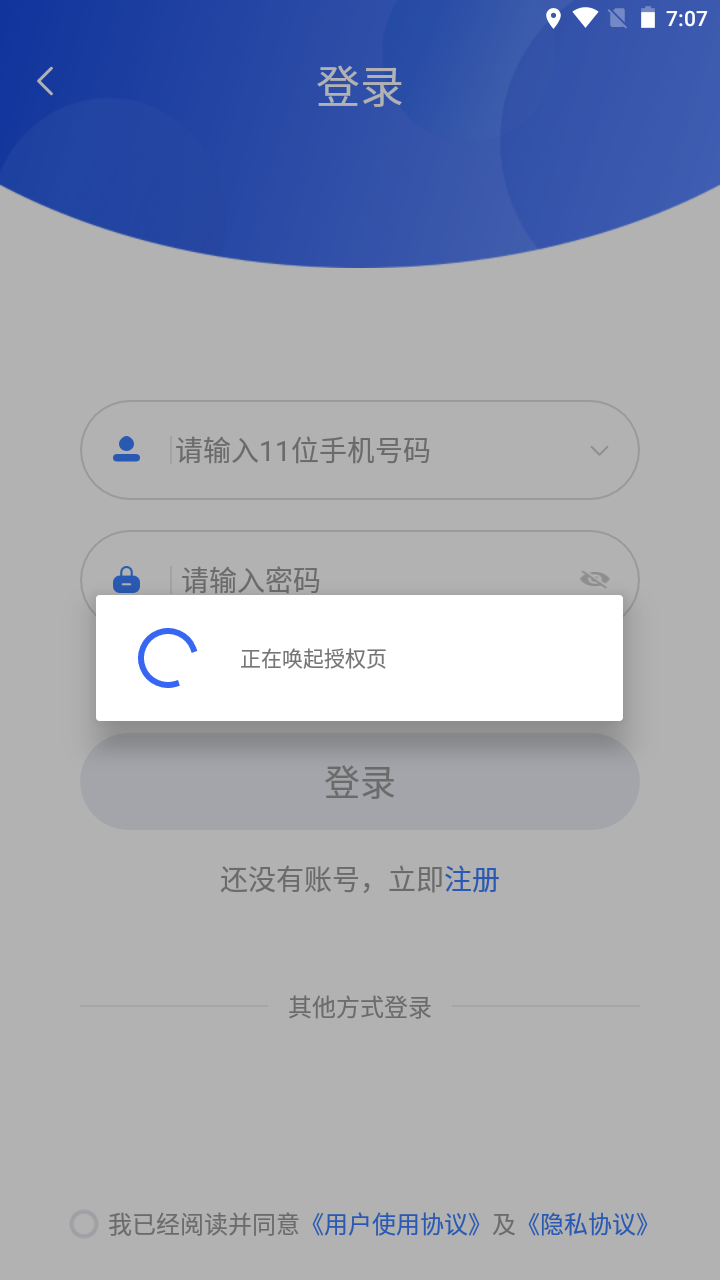 7:07
登录
请输入11位手机号码
请输入密码
正在唤起授权页
登录
还没有账号，立即注册
其他方式登录
我已经阅读并同意《用户使用协议》及《隐私协议》